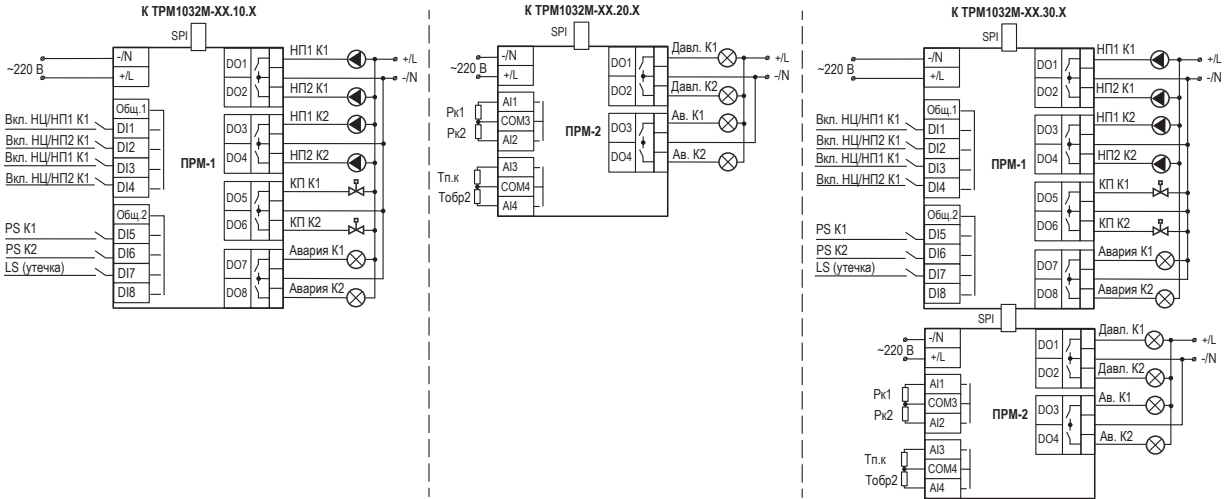 К ТРМ1032М-ХХ.10.Х
SPI
~220 В
-/N
+/L
Общ.1
Вкл. НЦ/НП1 К1
DI1
Вкл. НЦ/НП2 К1
DI2
Вкл. НЦ/НП1 К1
DI3
Вкл. НЦ/НП2 К1
DI4
Общ.2
PS К1
DI5
PS К2
DI6
LS (утечка)
DI7
DI8
ПРМ-1
DO1
НП1 К1
+/L
-/N
DO2
НП2 К1
DO3
НП1 К2
DO4
НП2 К2
DO5
КП К1
DO6
КП К2
DO7
Авария К1
DO8
Авария К2
К ТРМ1032М-ХХ.20.Х
SPI
~220 В
-/N
+/L
Рк1
AI1
COM3
Рк2
AI2
Тп.к
AI3
COM4
Тобр2
AI4
ПРМ-2
DO1
Давл. К1
+/L
-/N
DO2
Давл. К2
DO3
Ав. К1
DO4
Ав. К2
К ТРМ1032М-ХХ.30.Х
SPI
~220 В
-/N
+/L
Общ.1
Вкл. НЦ/НП1 К1
DI1
Вкл. НЦ/НП2 К1
DI2
Вкл. НЦ/НП1 К1
DI3
Вкл. НЦ/НП2 К1
DI4
Общ.2
PS К1
DI5
PS К2
DI6
LS (утечка)
DI7
DI8
ПРМ-1
DO1
НП1 К1
+/L
-/N
DO2
НП2 К1
DO3
НП1 К2
DO4
НП2 К2
DO5
КП К1
DO6
КП К2
DO7
Авария К1
DO8
Авария К2
SPI
~220 В
-/N
+/L
Рк1
AI1
COM3
Рк2
AI2
Тп.к
AI3
COM4
Тобр2
AI4
ПРМ-2
DO1
Давл. К1
+/L
-/N
DO2
Давл. К2
DO3
Ав. К1
DO4
Ав. К2